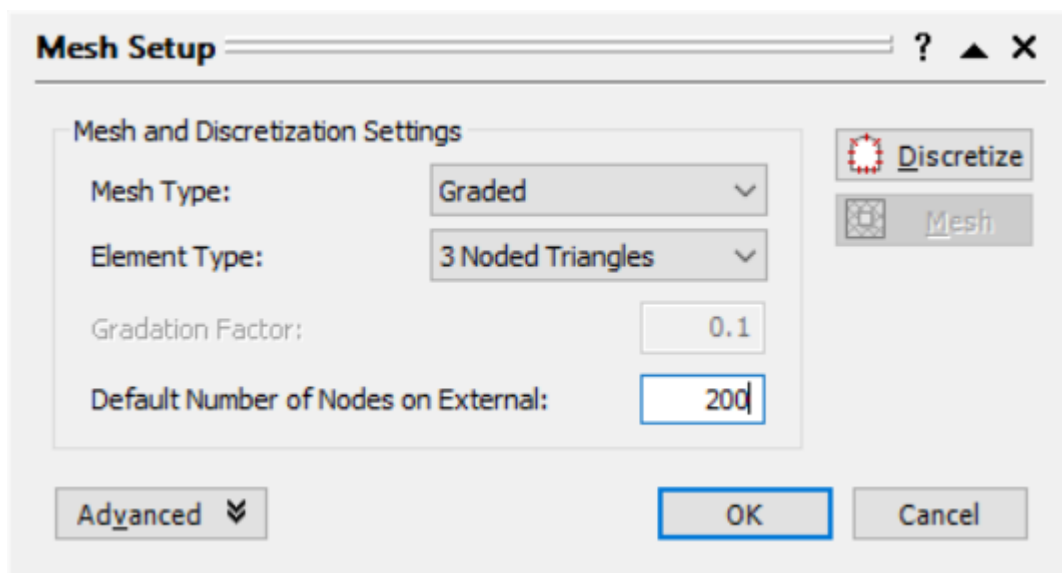 Mesh Setup ?
Mesh and Discretization Settings
Mesh Type: Graded
Element Type: 3 Noded Triangles
Gradation Factor: 0.1
Default Number of Nodes on External: 200
Discretize
Mesh
Advanced
OK
Cancel